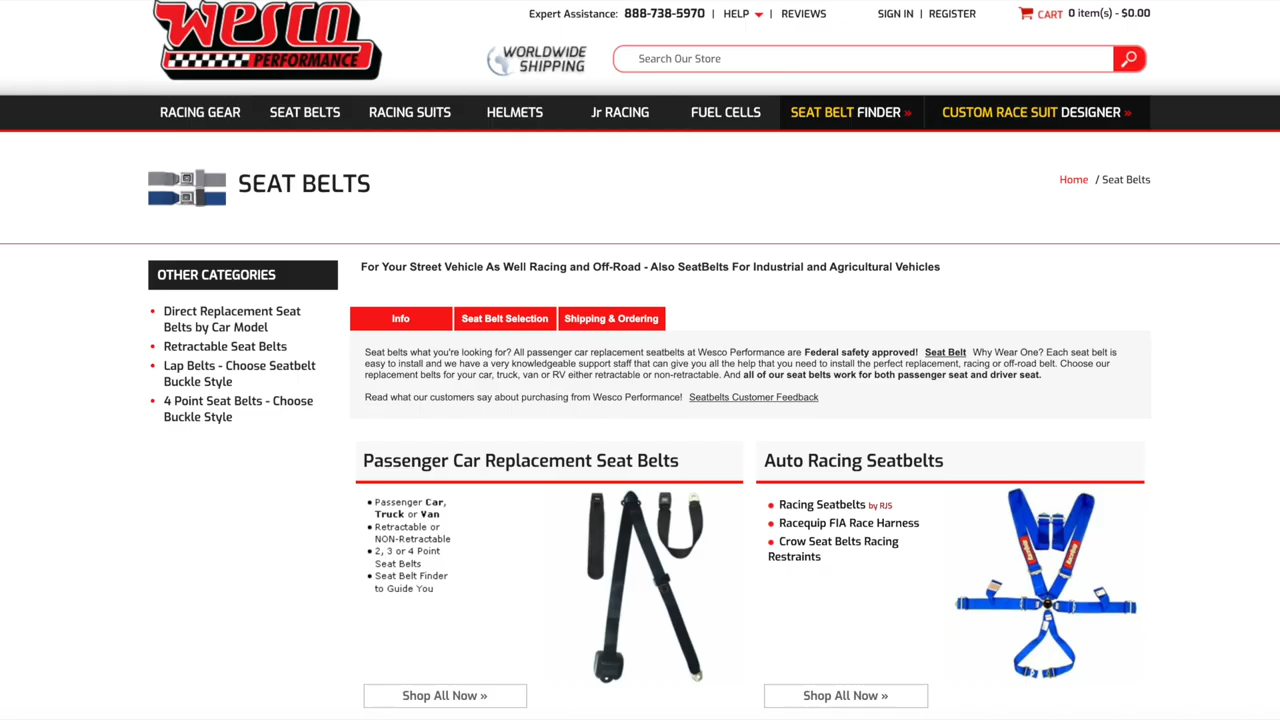 WESCO
PERFORMANCE
Expert Assistance: 888-738-5970 | HELP | REVIEWS
SIGN IN | REGISTER
CART 0 item(s) - $0.00
WORLDWIDE
SHIPPING
Search Our Store
RACING GEAR SEAT BELTS RACING SUITS HELMETS Jr RACING FUEL CELLS SEAT BELT FINDER » CUSTOM RACE SUIT DESIGNER »
SEAT BELTS
Home / Seat Belts
OTHER CATEGORIES
• Direct Replacement Seat
Belts by Car Model
• Retractable Seat Belts
• Lap Belts - Choose Seatbelt
Buckle Style
• 4 Point Seat Belts - Choose
Buckle Style
For Your Street Vehicle As Well Racing and Off-Road - Also SeatBelts For Industrial and Agricultural Vehicles
Info Seat Belt Selection Shipping & Ordering
Seat belts what you're looking for? All passenger car replacement seatbelts at Wesco Performance are Federal safety approved! Seat Belt Why Wear One? Each seat belt is
easy to install and we have a very knowledgeable support staff that can give you all the help that you need to install the perfect replacement, racing or off-road belt. Choose our
replacement belts for your car, truck, van or RV either retractable or non-retractable. And all of our seat belts work for both passenger seat and driver seat.
Read what our customers say about purchasing from Wesco Performance! Seatbelts Customer Feedback
Passenger Car Replacement Seat Belts
• Passenger Car,
Truck or Van
• Retractable or
NON-Retractable
• 2, 3 or 4 Point
Seat Belts
• Seat Belt Finder
to Guide You
Shop All Now »
Auto Racing Seatbelts
• Racing Seatbelts by RJS
• Racequip FIA Race Harness
• Crow Seat Belts Racing
Restraints
Shop All Now »